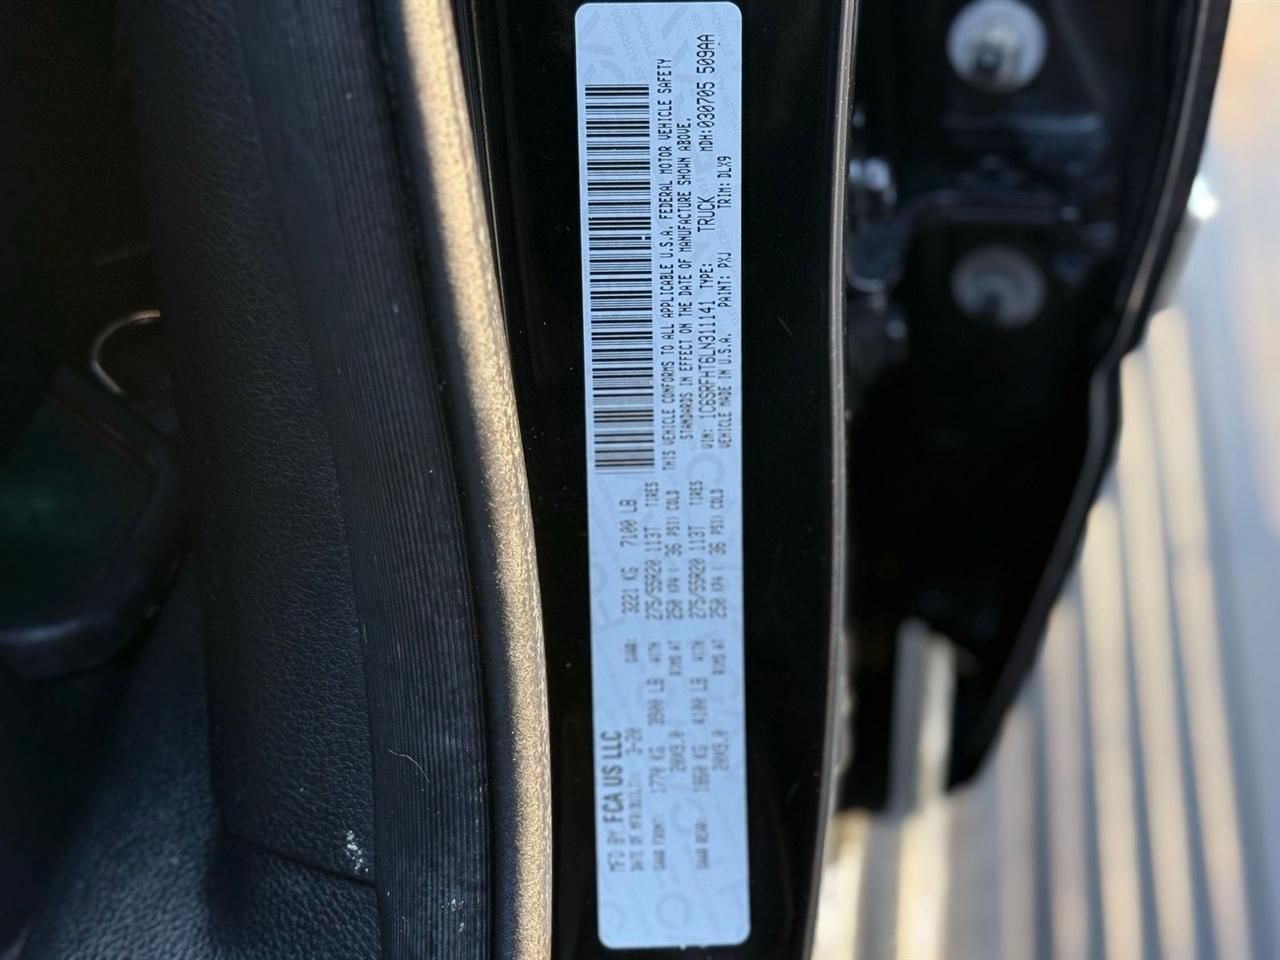 MFD BY FCA US LLC
DATE OF MFR(BUILT): 3-20 GVWR: 3221 KG 7100 LB
GAWR FRONT: 1770 KG 3900 LB WITH 275/55R20 113T TIRES
20X9.0 RIMS AT 250 KPA ( 36 PSI) COLD
GAWR REAR: 1860 KG 4100 LB WITH 275/55R20 113T TIRES
20X9.0 RIMS AT 250 KPA ( 36 PSI) COLD
THIS VEHICLE CONFORMS TO ALL APPLICABLE U.S.A. FEDERAL MOTOR VEHICLE SAFETY
STANDARDS IN EFFECT ON THE DATE OF MANUFACTURE SHOWN ABOVE.
VIN: 1C6SRFHT6LN311141 TYPE: TRUCK MDH:030705 509AA
VEHICLE MADE IN U.S.A. PAINT: PXJ TRIM: DLX9